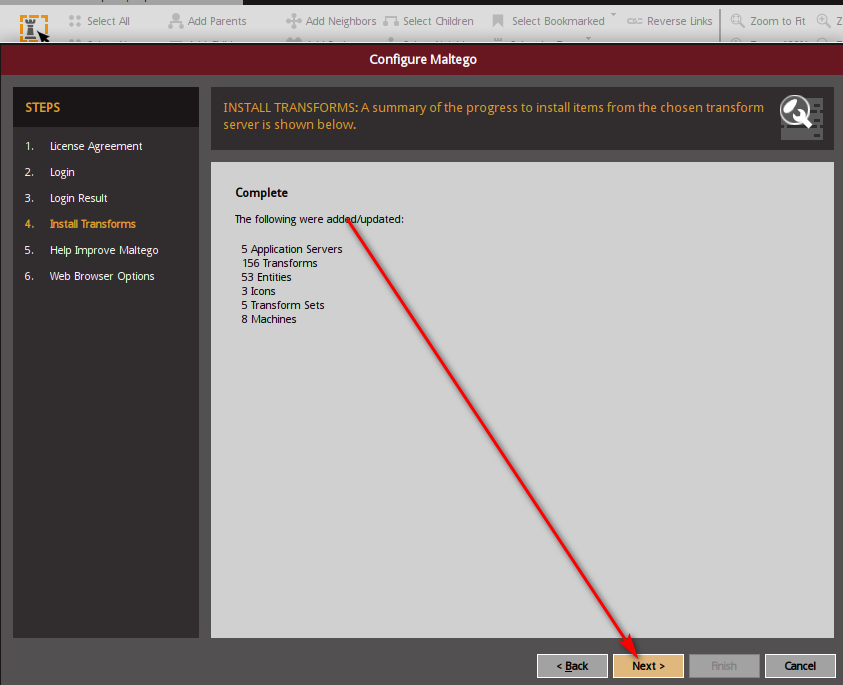 Select All Add Parents Add Neighbors Select Children Select Bookmarked Reverse Links Zoom to Fit
Configure Maltego
STEPS
1. License Agreement
2. Login
3. Login Result
4. Install Transforms
5. Help Improve Maltego
6. Web Browser Options
INSTALL TRANSFORMS: A summary of the progress to install items from the chosen transform
server is shown below.
Complete
The following were added/updated:
5 Application Servers
156 Transforms
53 Entities
3 Icons
5 Transform Sets
8 Machines
< Back Next > Finish Cancel